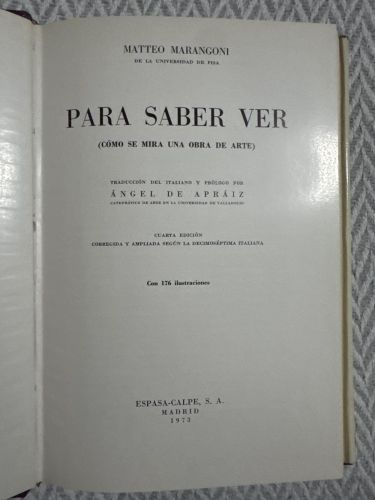 MATTEO MARANGONI
DE LA UNIVERSIDAD DE PISA
PARA SABER VER
(CÓMO SE MIRA UNA OBRA DE ARTE)
TRADUCCIÓN DEL ITALIANO Y PRÓLOGO POR
ÁNGEL DE APRÁIZ
CATEDRÁTICO DE ARTE EN LA UNIVERSIDAD DE VALLADOLID
CUARTA EDICIÓN
CORREGIDA Y AMPLIADA SEGÚN LA DECIMOSÉPTIMA ITALIANA
Con 176 ilustraciones
ESPASA-CALPE, S. A.
MADRID
1973